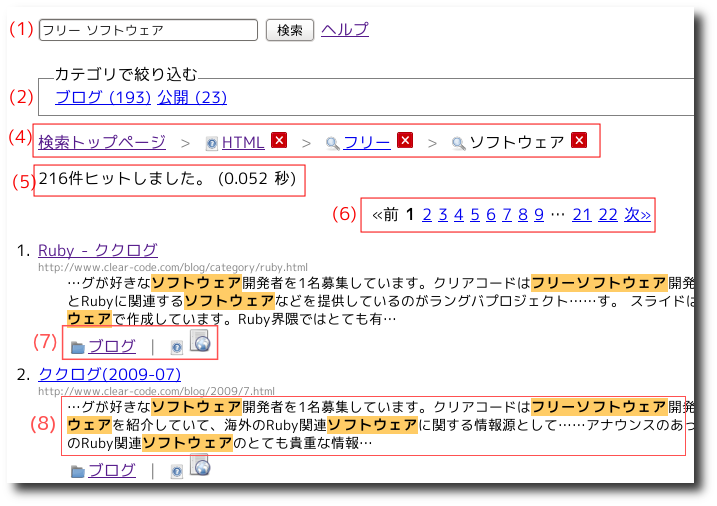 (1) フリー ソフトウェア 検索 ヘルプ
カテゴリで絞り込む
(2) ブログ (193) 公開 (23)
(4) 検索トップページ > HTML > フリー > ソフトウェア
(5) 216件ヒットしました。 (0.052 秒)
(6) «前 1 2 3 4 5 6 7 8 9 … 21 22 次»
1. Ruby - ククログ
http://www.clear-code.com/blog/category/ruby.html
…グが好きなソフトウェア開発者を1名募集しています。クリアコードはフリーソフトウェア開発
とRubyに関連するソフトウェアなどを提供しているのがラングバプロジェクト……す。 スライドは
ウェアで作成しています。Ruby界隈ではとても有…
(7) ブログ |
2. ククログ(2009-07)
http://www.clear-code.com/blog/2009/7.html
…グが好きなソフトウェア開発者を1名募集しています。クリアコードはフリーソフトウェア開発
(8) ウェアを紹介していて、海外のRuby関連ソフトウェアに関する情報源として……アナウンスのあっ
のRuby関連ソフトウェアのとても貴重な情報…
ブログ |